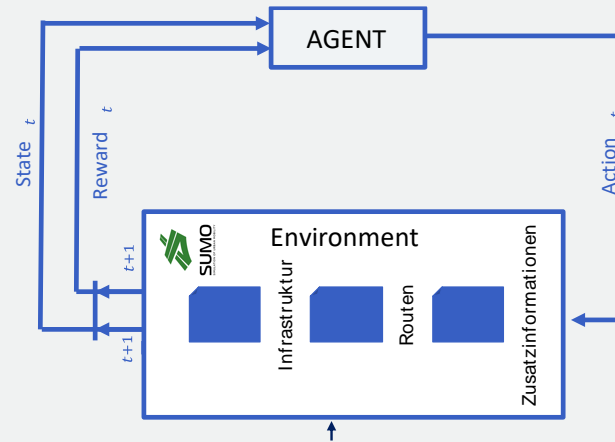 AGENT
State t
Reward t
Action t
Environment
SUMO
t+1
t+1
Infrastruktur
Routen
Zusatzinformationen